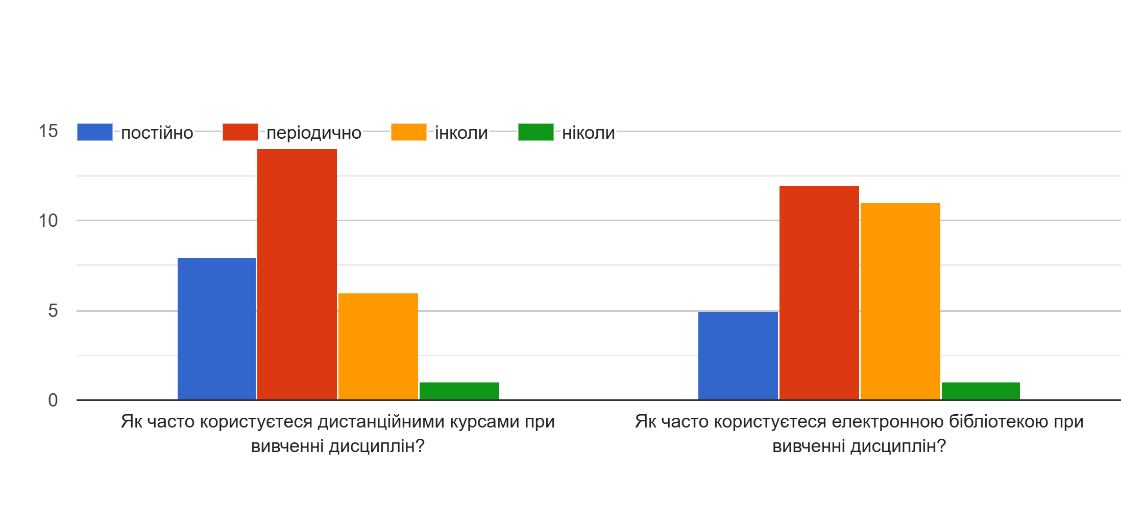 15 постійно періодично інколи ніколи
10
5
0
Як часто користуєтеся дистанційними курсами при
вивченні дисциплін?
Як часто користуєтеся електронною бібліотекою при
вивченні дисциплін?